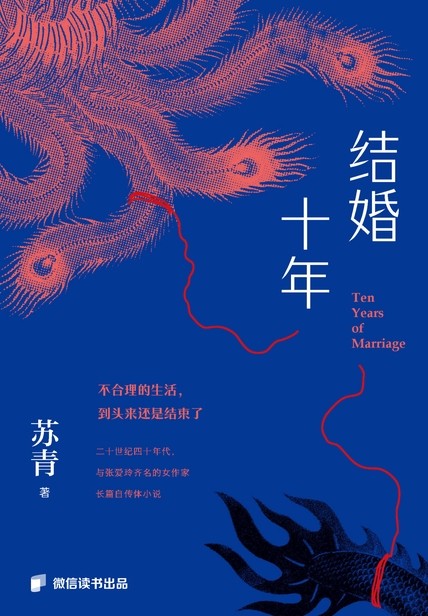 结婚
十年
Ten
Years
of
Marriage
不合理的生活，
到头来还是结束了
二十世纪四十年代，
与张爱玲齐名的女作家
长篇自传体小说
苏青
著
微信读书出品